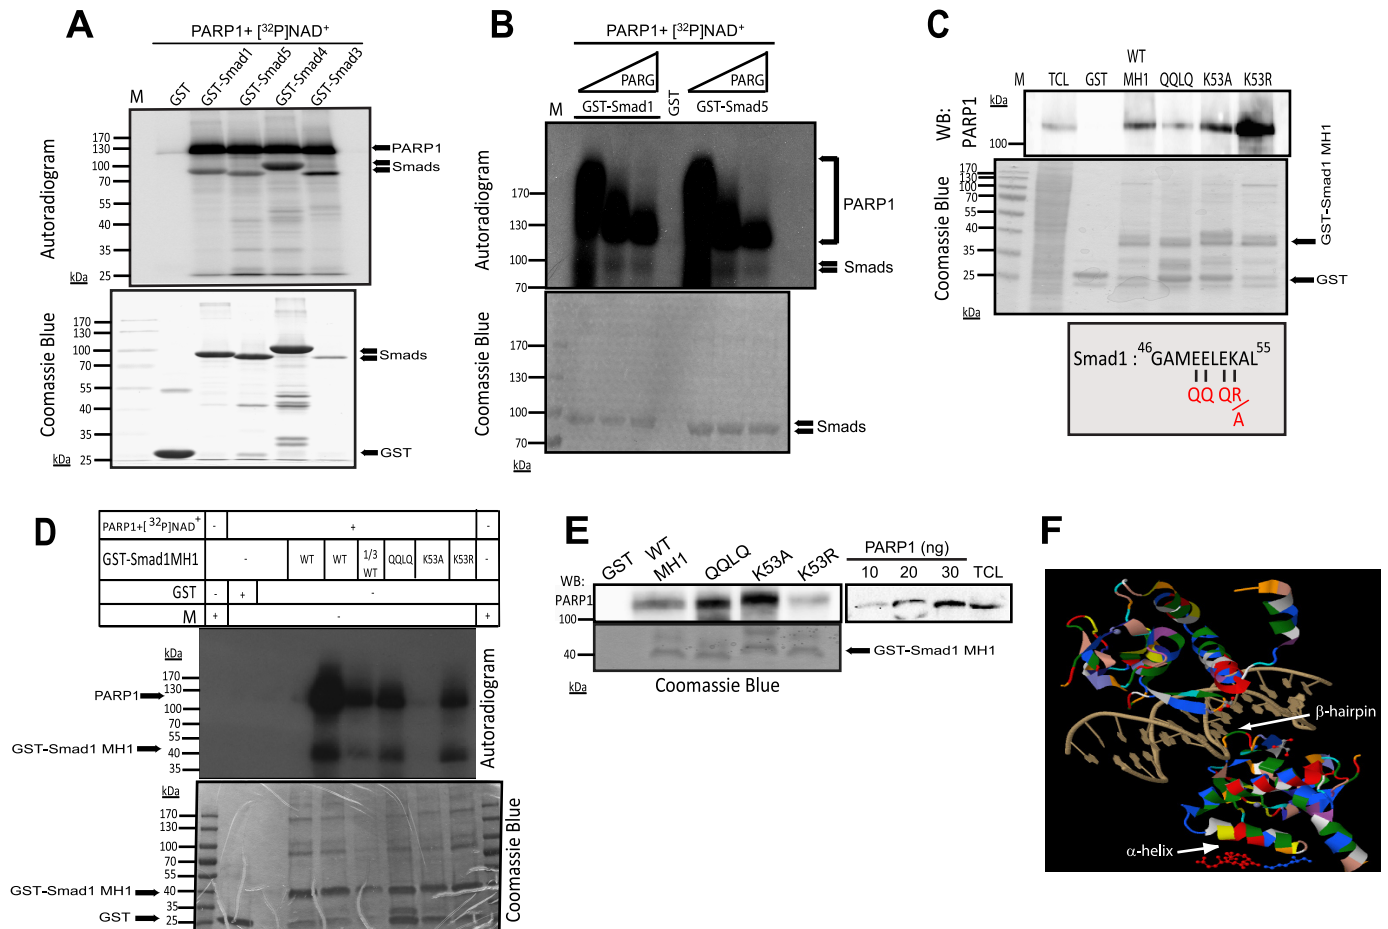 A
PARP1+ [³²P]NAD⁺
M
GST
GST-Smad1
GST-Smad5
GST-Smad4
GST-Smad3
170
130
100
70
55
40
35
25
kDa
Autoradiogram
PARP1
Smads
170
130
100
70
55
40
35
25
kDa
Coomassie Blue
Smads
GST
B
PARP1+ [³²P]NAD⁺
PARG
PARG
M
GST-Smad1
GST
GST-Smad5
170
130
100
70
Autoradiogram
PARP1
Smads
170
130
100
70
kDa
Coomassie Blue
Smads
C
M
TCL
GST
WT
MH1
QQLQ
K53A
K53R
WB:
PARP1
kDa
100
170
130
100
70
55
40
35
25
kDa
Coomassie Blue
GST-Smad1 MH1
GST
Smad1 : ⁴⁶GAMEELEKAL⁵⁵
QQ QR
A
D
PARP1+[³²P]NAD⁺ - + -
GST-Smad1MH1 - WT WT 1/3 WT QQLQ K53A K53R -
GST - + -
M + - +
kDa
170
130
100
70
55
40
35
PARP1
GST-Smad1 MH1
Autoradiogram
kDa
170
130
100
70
55
40
35
25
GST-Smad1 MH1
GST
Coomassie Blue
E
GST
WT
MH1
QQLQ
K53A
K53R
PARP1 (ng)
10 20 30 TCL
WB:
PARP1
100
40
kDa
GST-Smad1 MH1
Coomassie Blue
F
β-hairpin
α-helix